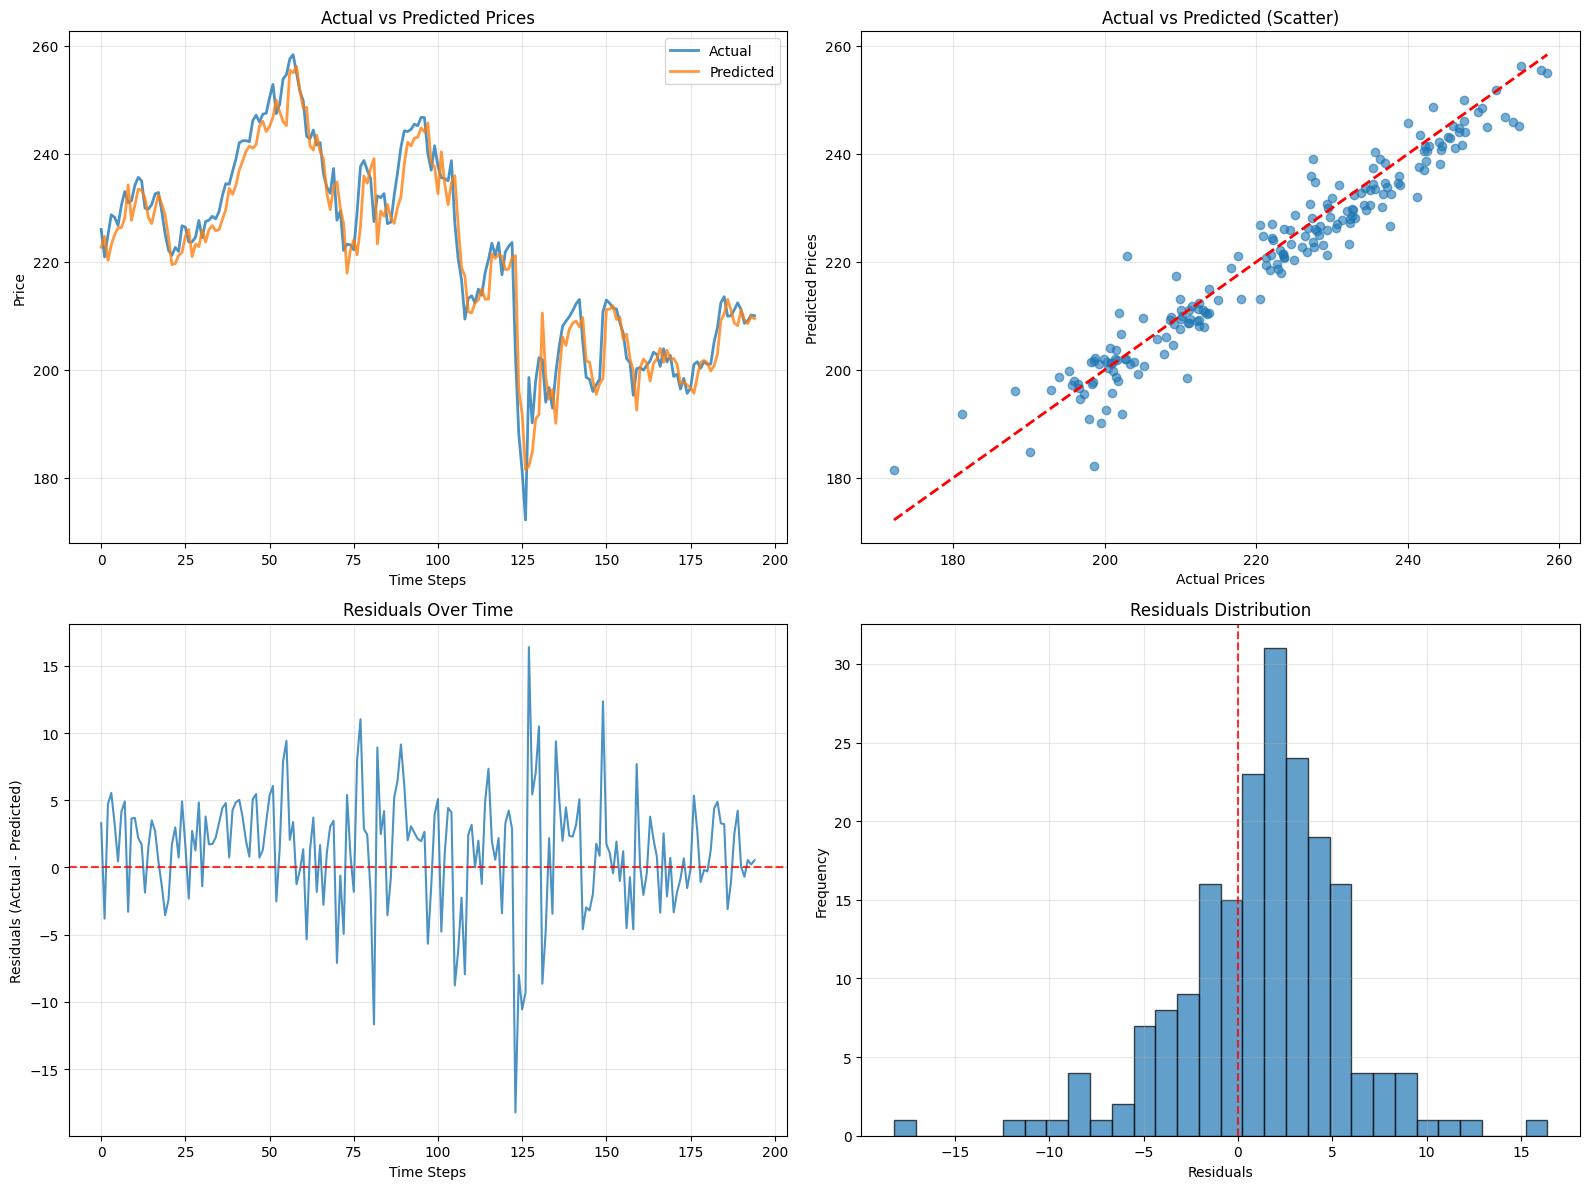 Actual vs Predicted Prices
Actual
Predicted
260
240
220
200
180
Price
0 25 50 75 100 125 150 175 200
Time Steps
Actual vs Predicted (Scatter)
260
240
220
200
180
Predicted Prices
180 200 220 240 260
Actual Prices
Residuals Over Time
15
10
5
0
−5
−10
−15
Residuals (Actual - Predicted)
0 25 50 75 100 125 150 175 200
Time Steps
Residuals Distribution
30
25
20
15
10
5
0
Frequency
−15 −10 −5 0 5 10 15
Residuals